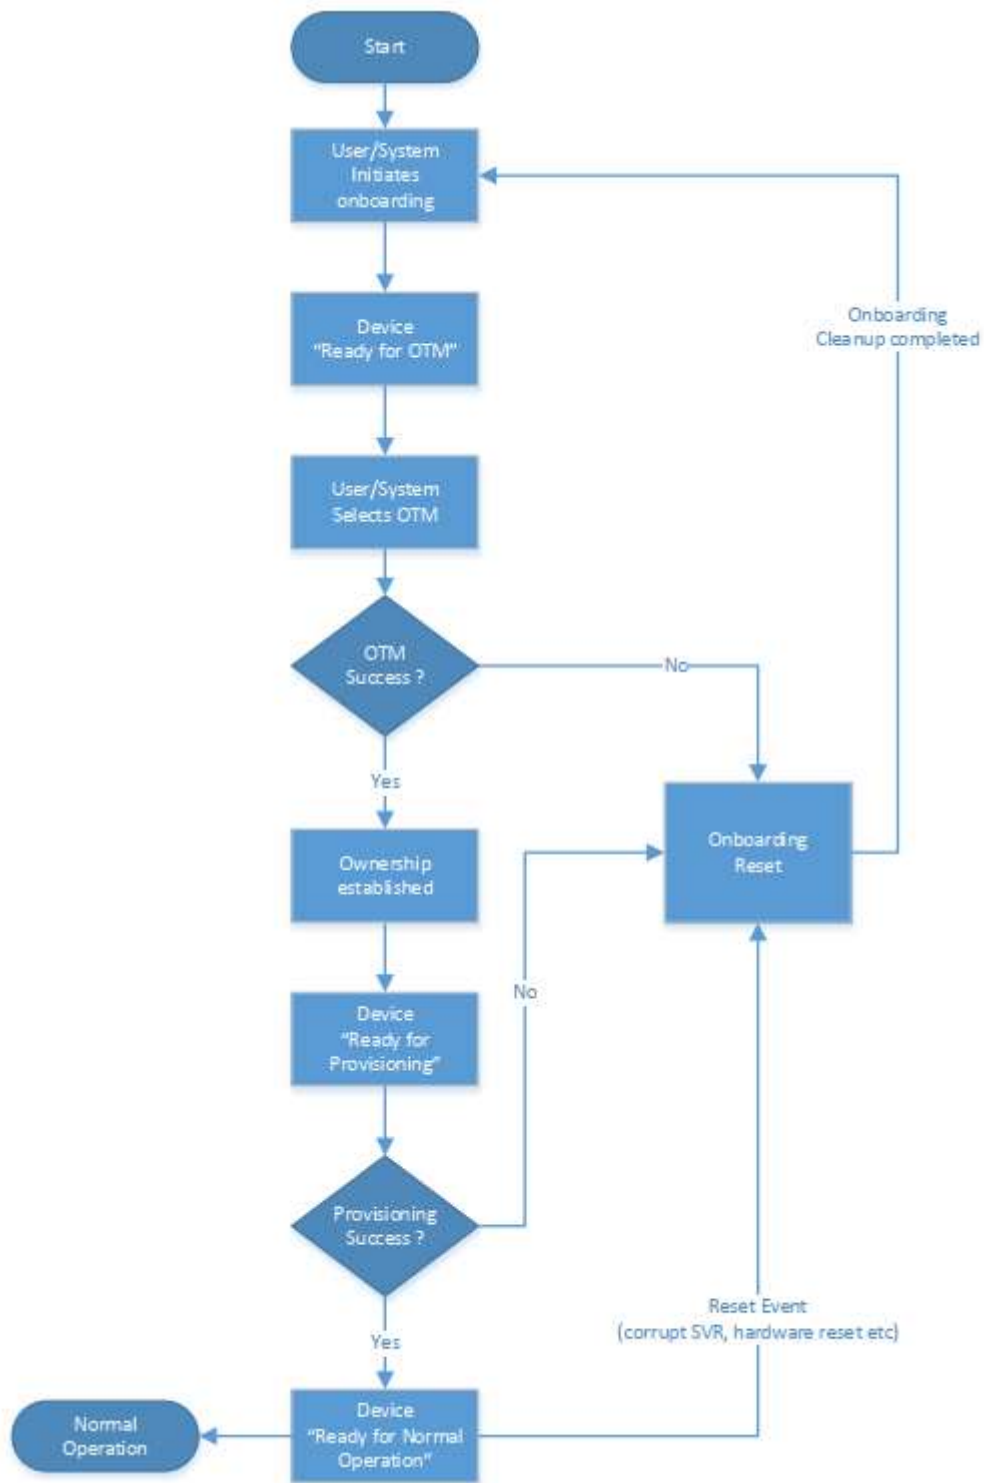 Start
User/System
Initiates
onboarding
Onboarding
Cleanup completed
Device
“Ready for OTM”
User/System
Selects OTM
OTM
Success ?
No
Yes
Onboarding
Reset
Ownership
established
No
Device
“Ready for
Provisioning”
Provisioning
Success ?
Reset Event
(corrupt SVR, hardware reset etc)
Yes
Device
“Ready for Normal
Operation”
Normal
Operation